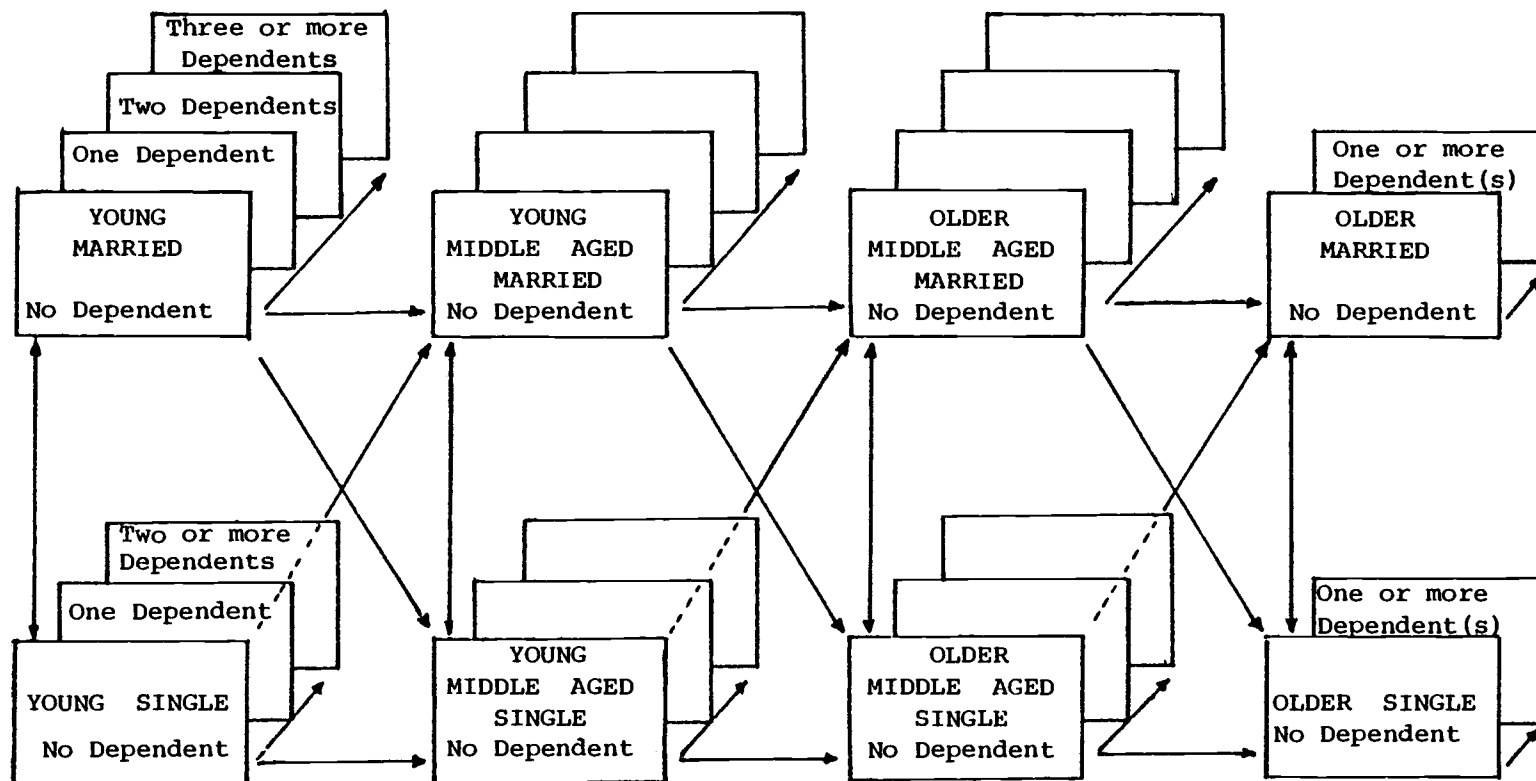 Three or more
Dependents
Two Dependents
One Dependent
YOUNG
MARRIED
No Dependent
YOUNG
MIDDLE AGED
MARRIED
No Dependent
OLDER
MIDDLE AGED
MARRIED
No Dependent
One or more
Dependent(s)
OLDER
MARRIED
No Dependent
Two or more
Dependents
One Dependent
YOUNG SINGLE
No Dependent
YOUNG
MIDDLE AGED
SINGLE
No Dependent
OLDER
MIDDLE AGED
SINGLE
No Dependent
One or more
Dependent(s)
OLDER SINGLE
No Dependent